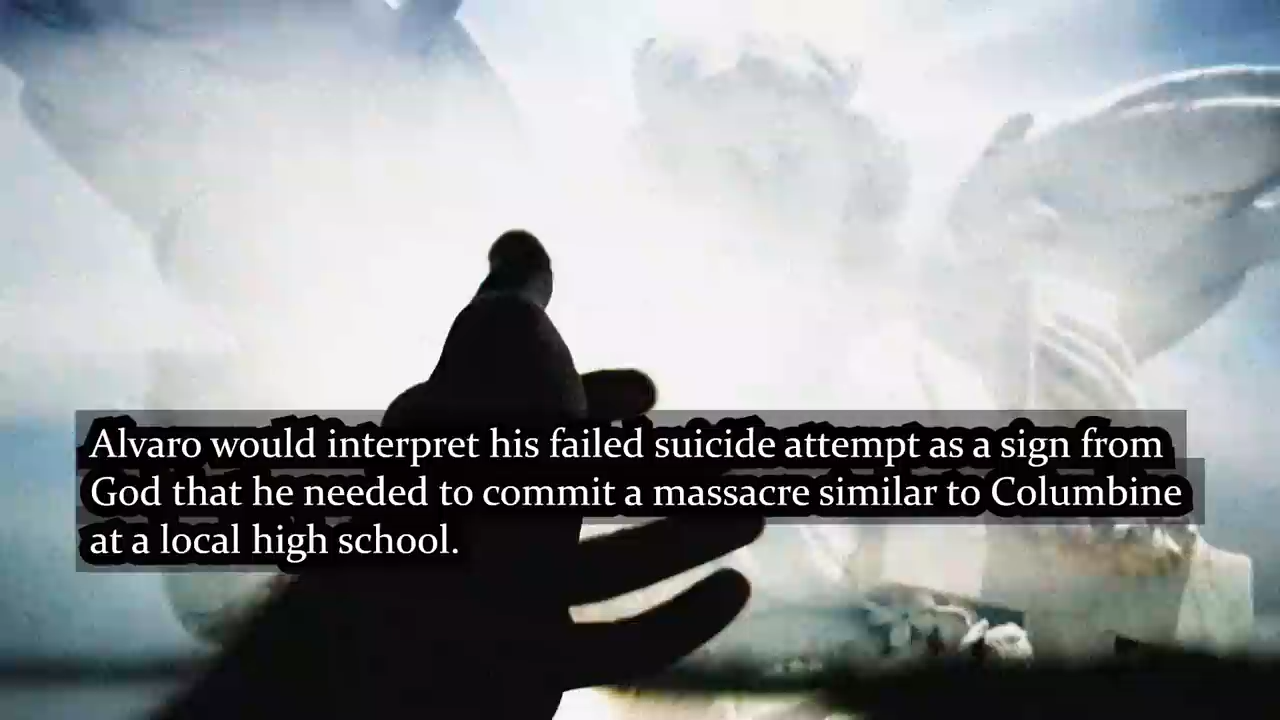 Alvaro would interpret his failed suicide attempt as a sign from
God that he needed to commit a massacre similar to Columbine
at a local high school.